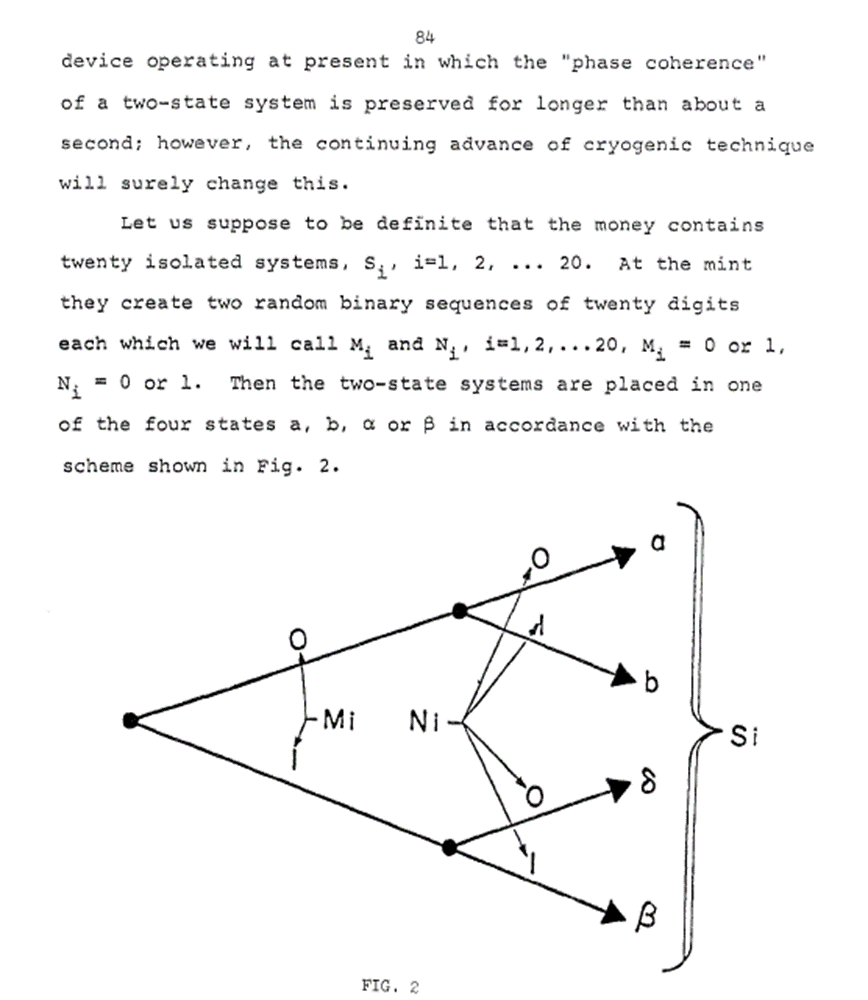 84
device operating at present in which the "phase coherence"
of a two-state system is preserved for longer than about a
second; however, the continuing advance of cryogenic technique
will surely change this.
Let us suppose to be definite that the money contains
twenty isolated systems, Sᵢ, i=1, 2, ... 20. At the mint
they create two random binary sequences of twenty digits
each which we will call Mᵢ and Nᵢ, i=1,2,...20, Mᵢ = 0 or 1,
Nᵢ = 0 or 1. Then the two-state systems are placed in one
of the four states a, b, α or β in accordance with the
scheme shown in Fig. 2.
a
0
0
1
b
Mi
Ni
Si
1
δ
0
1
β
FIG. 2